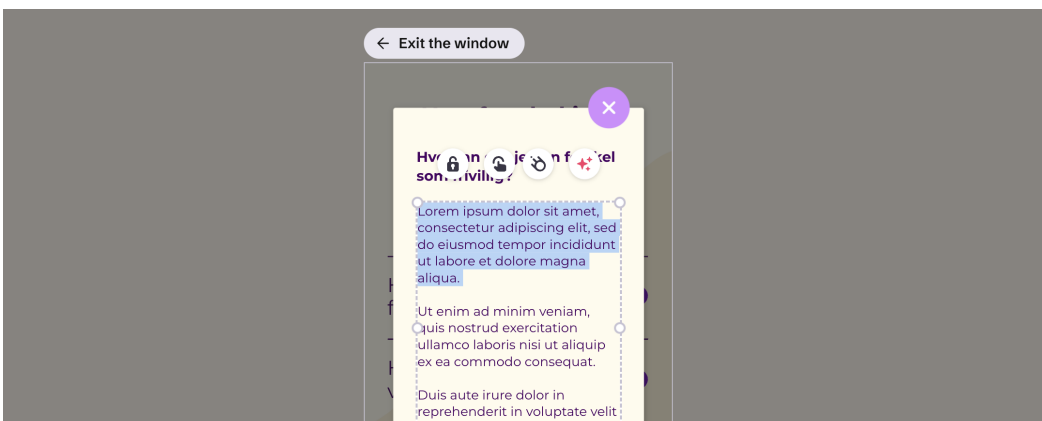 Exit the window
som frivillig?
Lorem ipsum dolor sit amet,
consectetur adipiscing elit, sed
do eiusmod tempor incididunt
ut labore et dolore magna
aliqua.
Ut enim ad minim veniam,
quis nostrud exercitation
ullamco laboris nisi ut aliquip
ex ea commodo consequat.
Duis aute irure dolor in
reprehenderit in voluptate velit